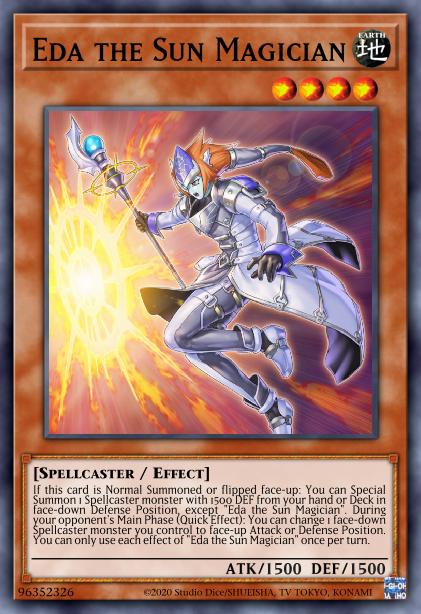 EDA THE SUN MAGICIAN
EARTH
地
[SPELLCASTER / EFFECT]
If this card is Normal Summoned or flipped face-up: You can Special
Summon 1 Spellcaster monster with 1500 DEF from your hand or Deck in
face-down Defense Position, except "Eda the Sun Magician". During
your opponent's Main Phase (Quick Effect): You can change 1 face-down
Spellcaster monster you control to face-up Attack or Defense Position.
You can only use each effect of "Eda the Sun Magician" once per turn.
ATK/1500 DEF/1500
96352326
©2020 Studio Dice/SHUEISHA, TV TOKYO, KONAMI